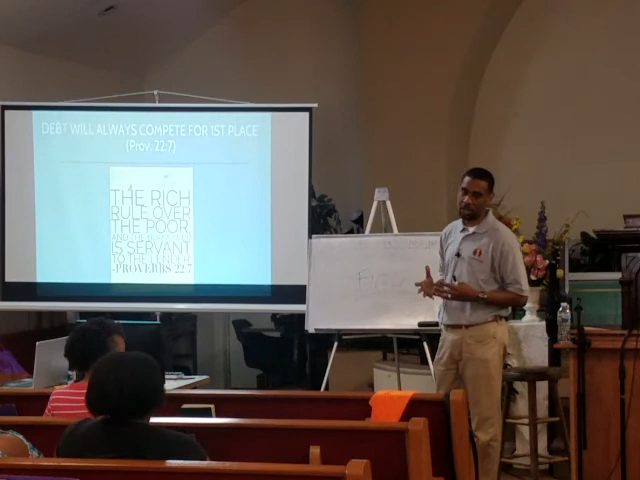 DEBT WILL ALWAYS COMPETE FOR 1ST PLACE
(Prov. 22:7)
THE RICH
RULE OVER
THE POOR,
IS SERVANT
TO THE LENDER
-PROVERBS 22:7